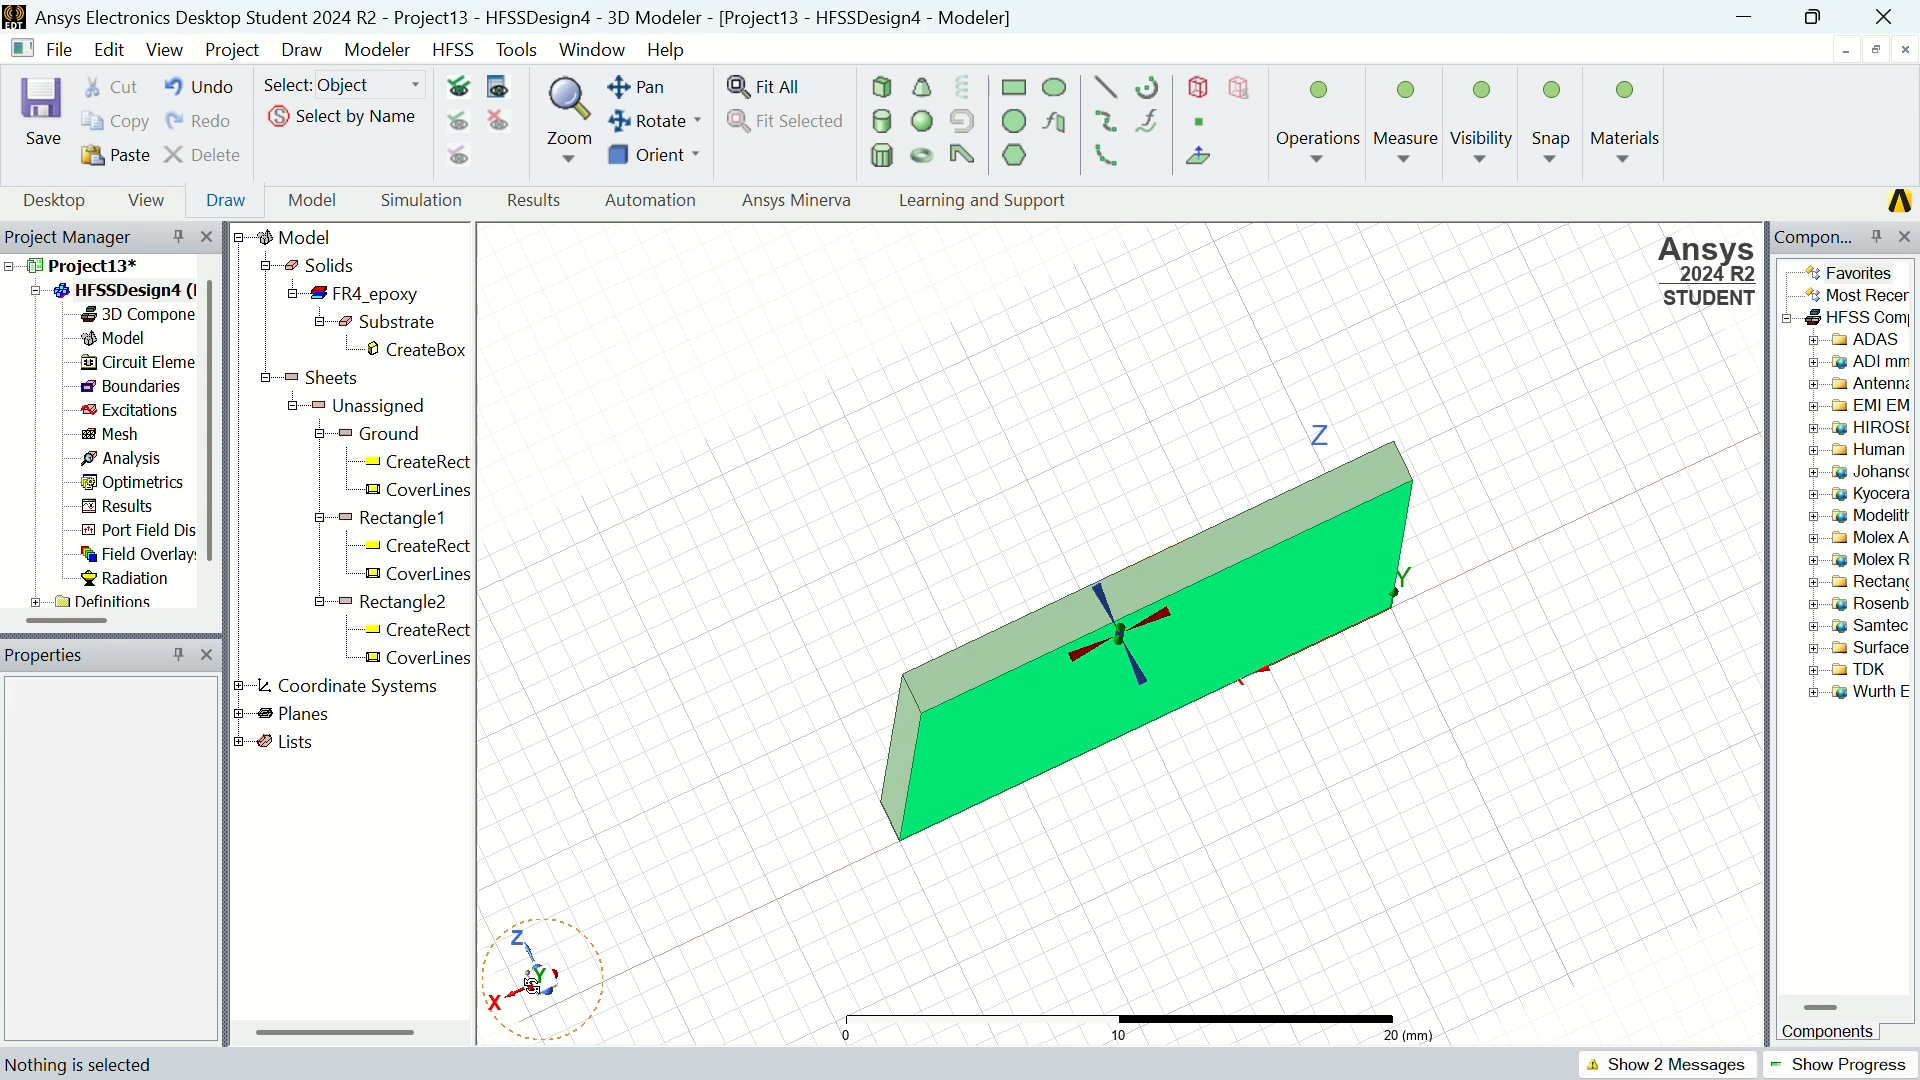 Ansys Electronics Desktop Student 2024 R2 - Project13 - HFSSDesign4 - 3D Modeler - [Project13 - HFSSDesign4 - Modeler]
File Edit View Project Draw Modeler HFSS Tools Window Help
Save
Cut
Copy
Paste
Undo
Redo
Delete
Select: Object
Select by Name
Zoom
Pan
Rotate
Orient
Fit All
Fit Selected
Operations
Measure
Visibility
Snap
Materials
Desktop View Draw Model Simulation Results Automation Ansys Minerva Learning and Support
Project Manager
Project13*
HFSSDesign4 (I
3D Compone
Model
Circuit Eleme
Boundaries
Excitations
Mesh
Analysis
Optimetrics
Results
Port Field Dis
Field Overlay
Radiation
Definitions
Properties
Model
Solids
FR4_epoxy
Substrate
CreateBox
Sheets
Unassigned
Ground
CreateRect
CoverLines
Rectangle1
CreateRect
CoverLines
Rectangle2
CreateRect
CoverLines
Coordinate Systems
Planes
Lists
Ansys
2024 R2
STUDENT
Z
Y
Z
Y
X
0 10 20 (mm)
Compon...
Favorites
Most Recer
HFSS Com
ADAS
ADI mm
Antenna
EMI EM
HIROSE
Human
Johanso
Kyocera
Modelith
Molex A
Molex R
Rectang
Rosenb
Samtec
Surface
TDK
Wurth E
Components
Nothing is selected
Show 2 Messages
Show Progress